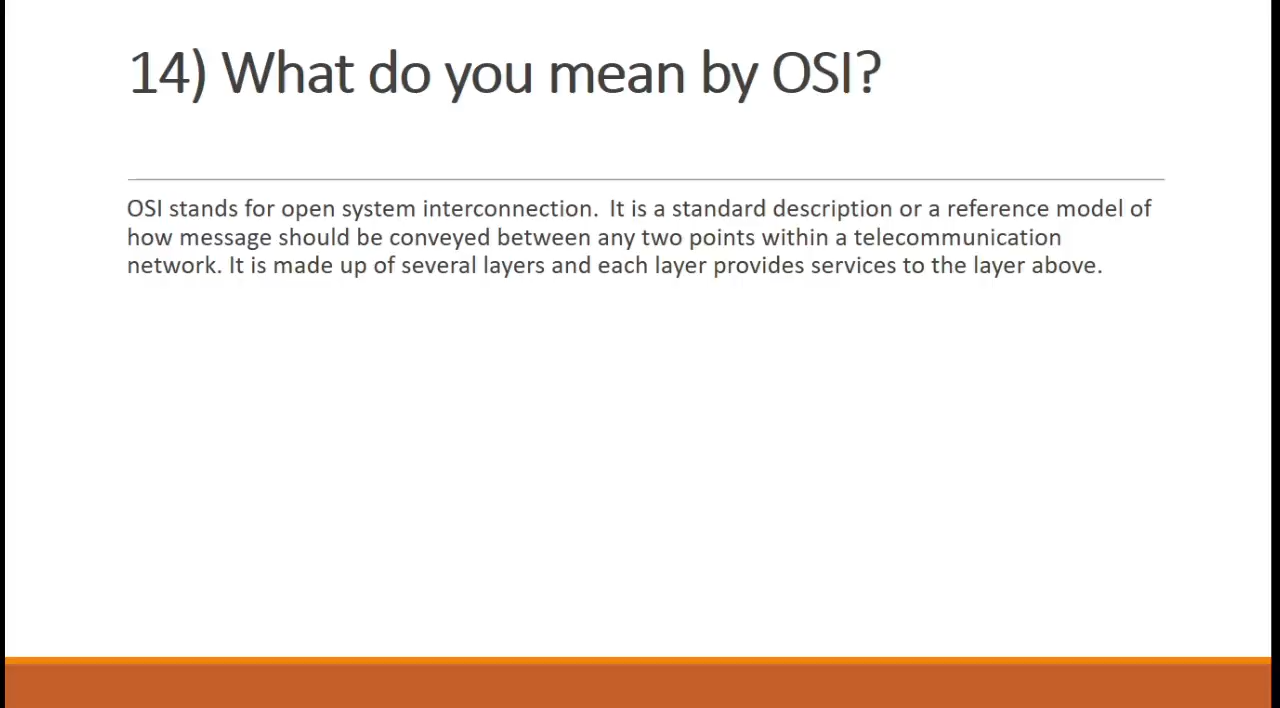 14) What do you mean by OSI?
OSI stands for open system interconnection.  It is a standard description or a reference model of
how message should be conveyed between any two points within a telecommunication
network. It is made up of several layers and each layer provides services to the layer above.